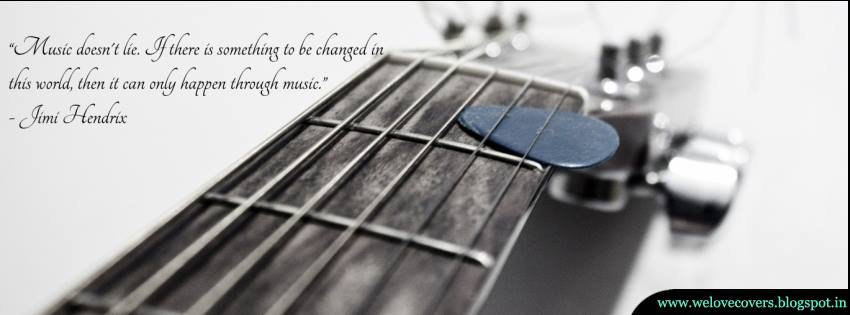 “Music doesn't lie. If there is something to be changed in
this world, then it can only happen through music.”
- Jimi Hendrix
www.welovecovers.blogspot.in